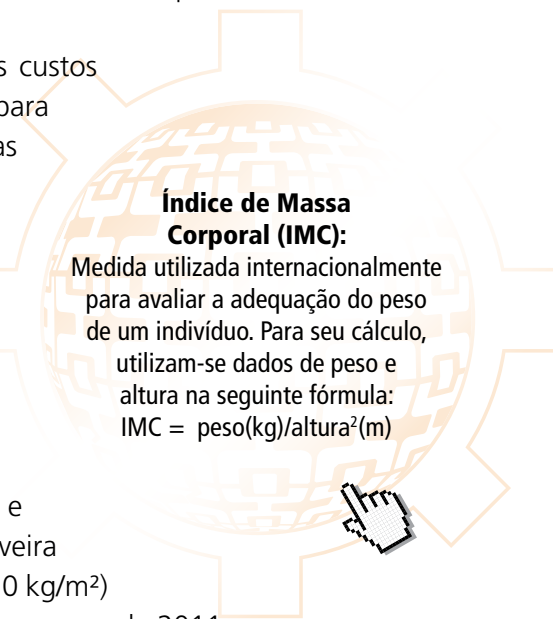 s custos
para
as
Índice de Massa
Corporal (IMC):
Medida utilizada internacionalmente
para avaliar a adequação do peso
de um indivíduo. Para seu cálculo,
utilizam-se dados de peso e
altura na seguinte fórmula:
IMC = peso(kg)/altura²(m)
e
veira
0 kg/m²)